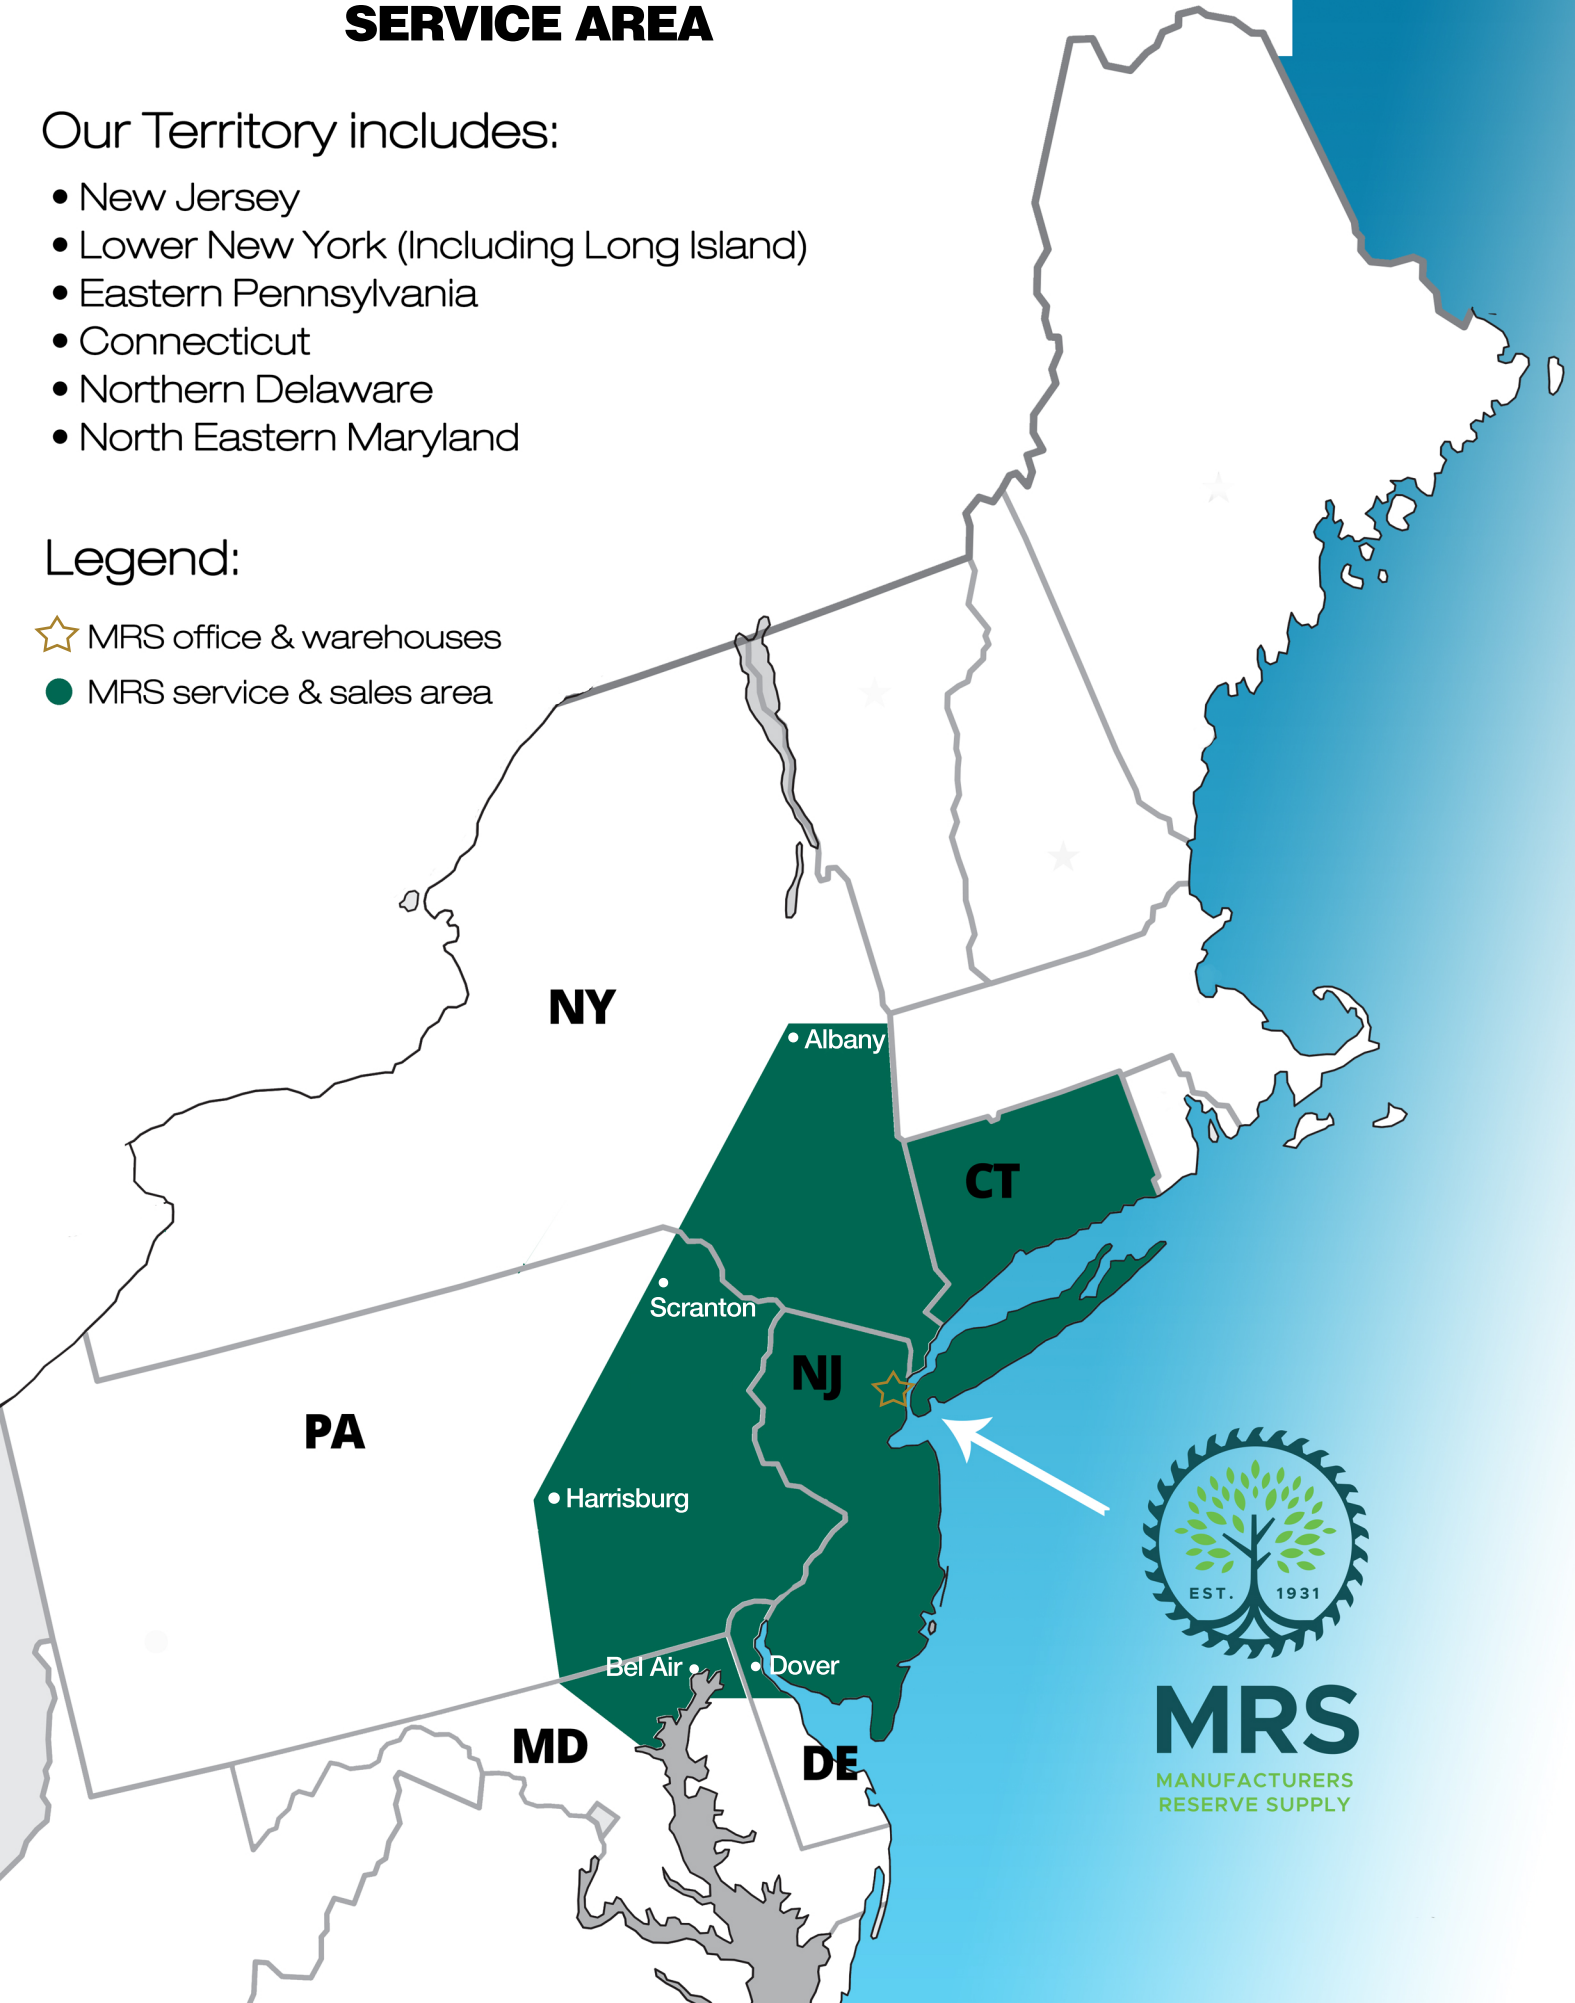 SERVICE AREA
Our Territory includes:
• New Jersey
• Lower New York (Including Long Island)
• Eastern Pennsylvania
• Connecticut
• Northern Delaware
• North Eastern Maryland
Legend:
MRS office & warehouses
MRS service & sales area
NY
Albany
CT
Scranton
NJ
PA
Harrisburg
EST. 1931
Bel Air
Dover
MD
DE
MRS
MANUFACTURERS
RESERVE SUPPLY